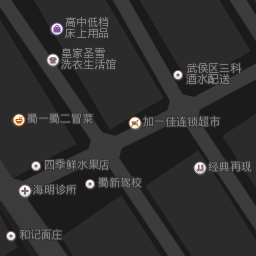 高中低档
床上用品
皇家圣雪
洗衣生活馆
武侯区三科
酒水配送
蜀一蜀二冒菜
加一佳连锁超市
四季鲜水果店
经典再现
蜀新驾校
海明诊所
和记面庄